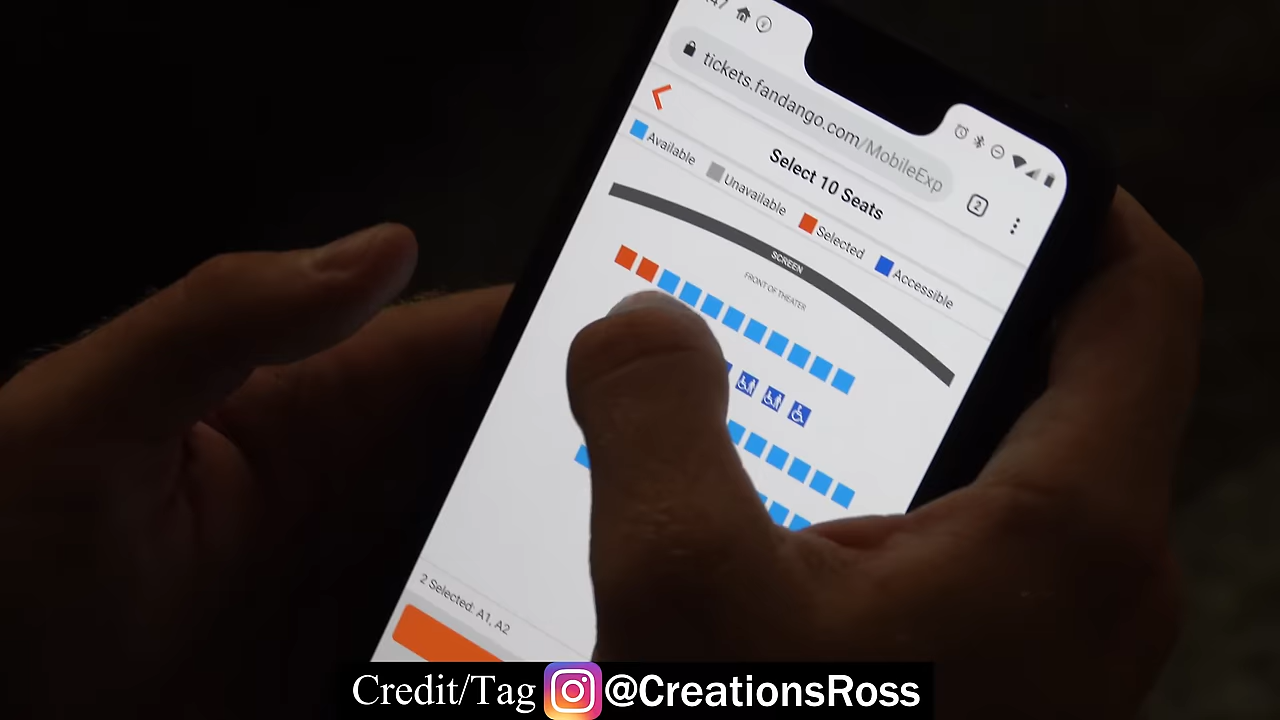 tickets.fandango.com/MobileExp
2
Select 10 Seats
Available Unavailable Selected Accessible
SCREEN
FRONT OF THEATER
2 Selected: A1, A2
Credit/Tag @CreationsRoss